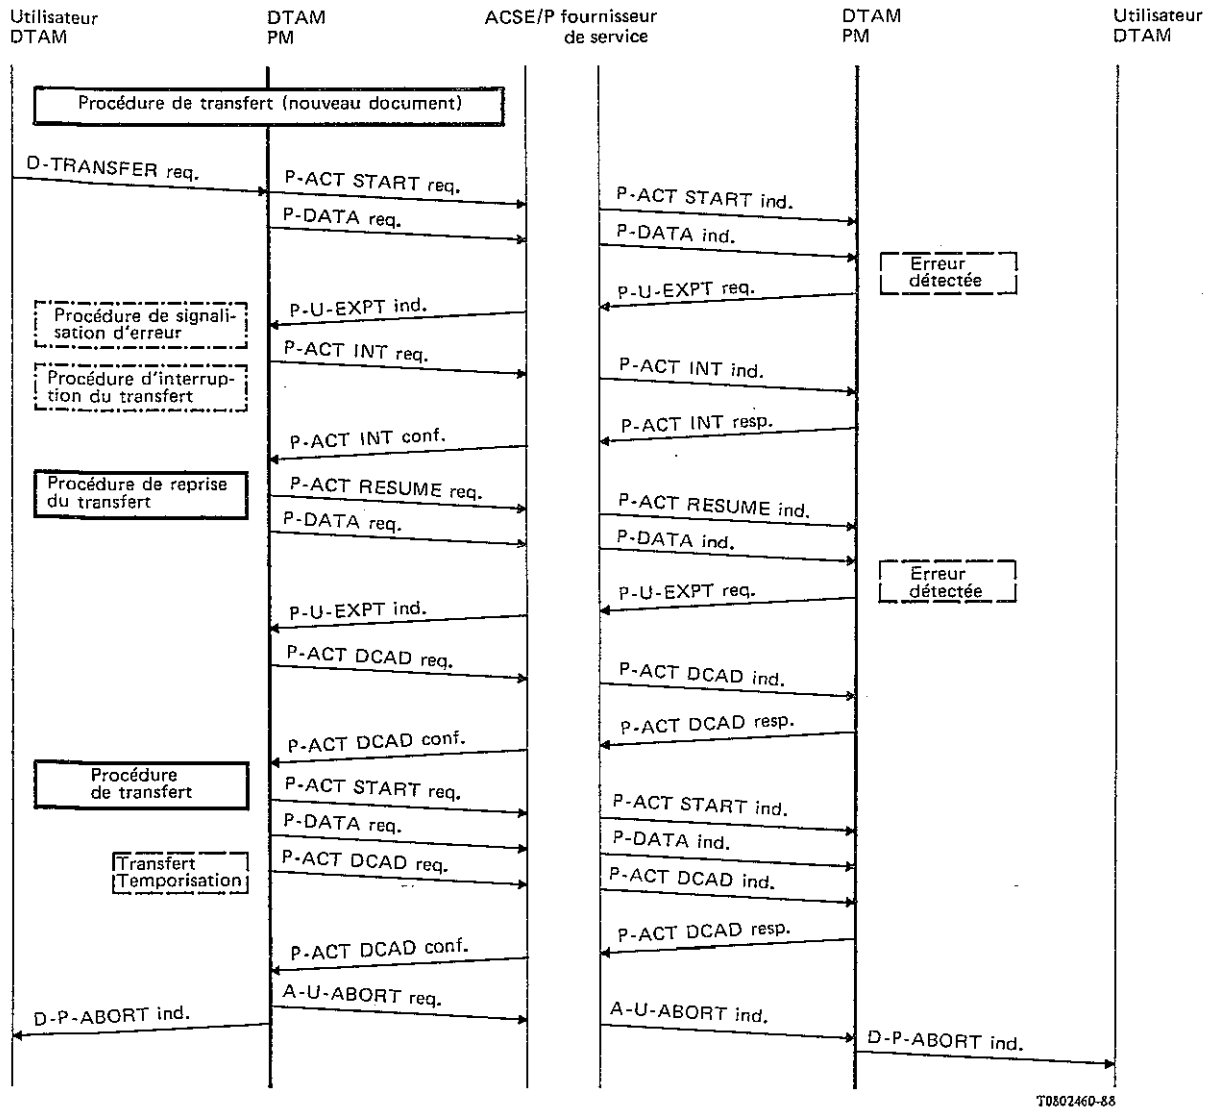 Utilisateur
DTAM
DTAM
PM
ACSE/P fournisseur
de service
DTAM
PM
Utilisateur
DTAM
Procédure de transfert (nouveau document)
D-TRANSFER req.
P-ACT START req.
P-ACT START ind.
P-DATA req.
P-DATA ind.
Erreur
détectée
P-U-EXPT req.
P-U-EXPT ind.
Procédure de signali-
sation d'erreur
P-ACT INT req.
P-ACT INT ind.
Procédure d'interrup-
tion du transfert
P-ACT INT resp.
P-ACT INT conf.
Procédure de reprise
du transfert
P-ACT RESUME req.
P-ACT RESUME ind.
P-DATA req.
P-DATA ind.
Erreur
détectée
P-U-EXPT req.
P-U-EXPT ind.
P-ACT DCAD req.
P-ACT DCAD ind.
P-ACT DCAD resp.
P-ACT DCAD conf.
Procédure
de transfert
P-ACT START req.
P-ACT START ind.
P-DATA req.
P-DATA ind.
Transfert
Temporisation
P-ACT DCAD req.
P-ACT DCAD ind.
P-ACT DCAD resp.
P-ACT DCAD conf.
A-U-ABORT req.
A-U-ABORT ind.
D-P-ABORT ind.
D-P-ABORT ind.
T0802460-88